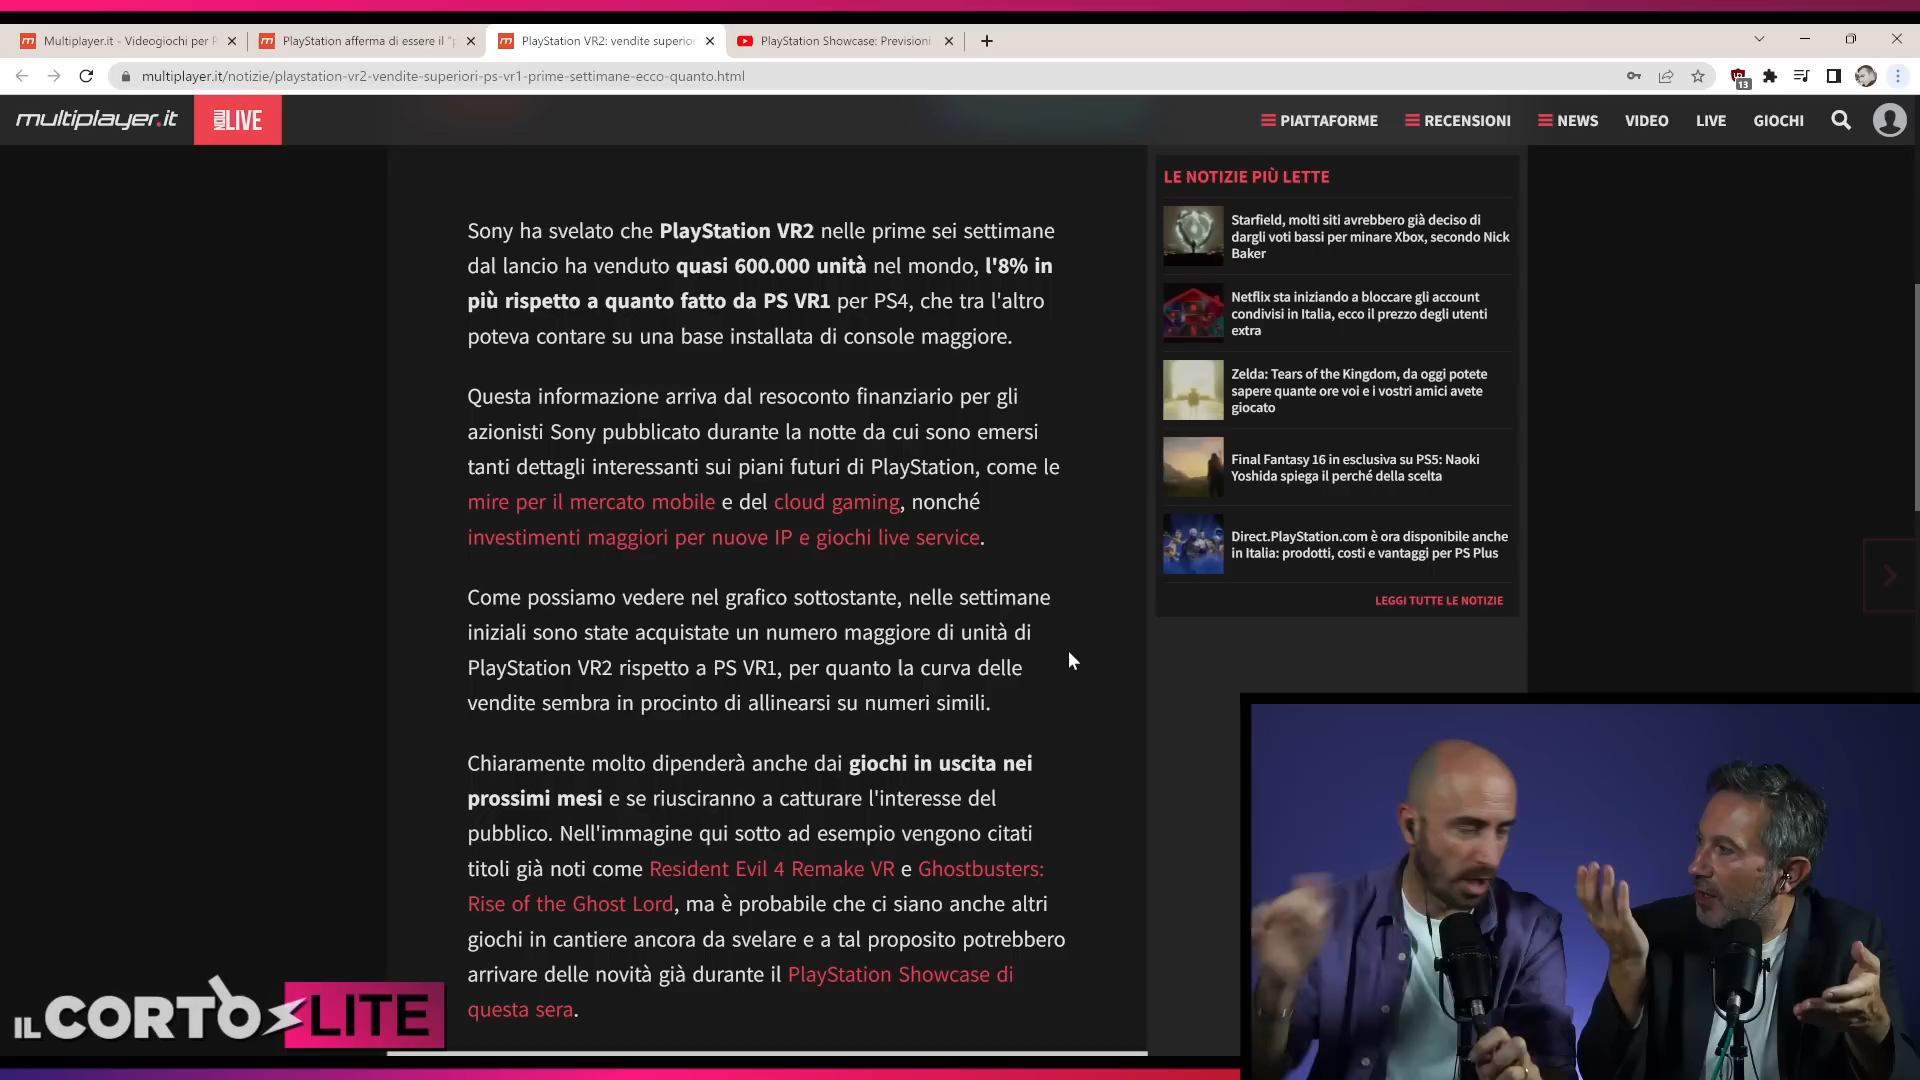 Multiplayer.it - Videogiochi per P
PlayStation afferma di essere il "p
PlayStation VR2: vendite superior
PlayStation Showcase: Previsioni
multiplayer.it/notizie/playstation-vr2-vendite-superiori-ps-vr1-prime-settimane-ecco-quanto.html
13
multiplayer.it
NOW LIVE
PIATTAFORME
RECENSIONI
NEWS
VIDEO
LIVE
GIOCHI
Sony ha svelato che PlayStation VR2 nelle prime sei settimane
dal lancio ha venduto quasi 600.000 unità nel mondo, l'8% in
più rispetto a quanto fatto da PS VR1 per PS4, che tra l'altro
poteva contare su una base installata di console maggiore.
Questa informazione arriva dal resoconto finanziario per gli
azionisti Sony pubblicato durante la notte da cui sono emersi
tanti dettagli interessanti sui piani futuri di PlayStation, come le
mire per il mercato mobile e del cloud gaming, nonché
investimenti maggiori per nuove IP e giochi live service.
Come possiamo vedere nel grafico sottostante, nelle settimane
iniziali sono state acquistate un numero maggiore di unità di
PlayStation VR2 rispetto a PS VR1, per quanto la curva delle
vendite sembra in procinto di allinearsi su numeri simili.
Chiaramente molto dipenderà anche dai giochi in uscita nei
prossimi mesi e se riusciranno a catturare l'interesse del
pubblico. Nell'immagine qui sotto ad esempio vengono citati
titoli già noti come Resident Evil 4 Remake VR e Ghostbusters:
Rise of the Ghost Lord, ma è probabile che ci siano anche altri
giochi in cantiere ancora da svelare e a tal proposito potrebbero
arrivare delle novità già durante il PlayStation Showcase di
questa sera.
LE NOTIZIE PIÙ LETTE
Starfield, molti siti avrebbero già deciso di
dargli voti bassi per minare Xbox, secondo Nick
Baker
Netflix sta iniziando a bloccare gli account
condivisi in Italia, ecco il prezzo degli utenti
extra
Zelda: Tears of the Kingdom, da oggi potete
sapere quante ore voi e i vostri amici avete
giocato
Final Fantasy 16 in esclusiva su PS5: Naoki
Yoshida spiega il perché della scelta
Direct.PlayStation.com è ora disponibile anche
in Italia: prodotti, costi e vantaggi per PS Plus
LEGGI TUTTE LE NOTIZIE
IL CORTO LITE